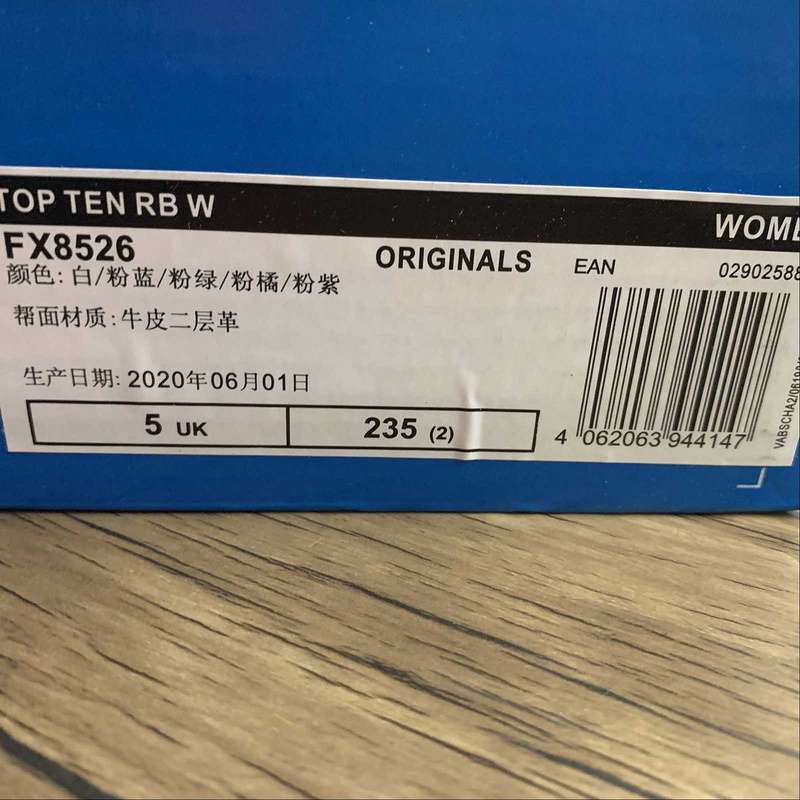 TOP TEN RB W
WOME
FX8526
ORIGINALS
EAN
02902588
颜色: 白/粉蓝/粉绿/粉橘/粉紫
帮面材质: 牛皮二层革
生产日期: 2020年06月01日
5 UK
235 (2)
4 062063 944147